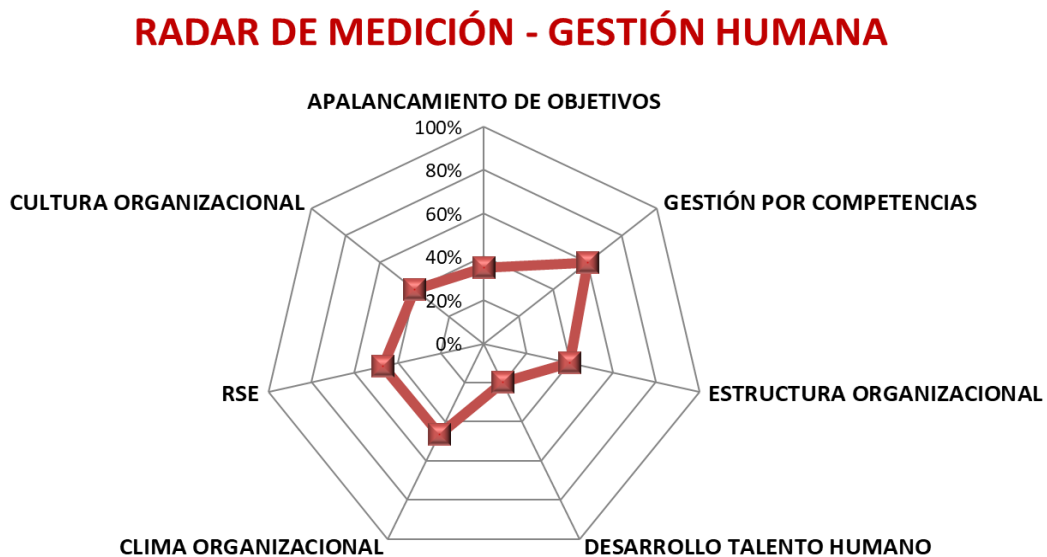 RADAR DE MEDICIÓN - GESTIÓN HUMANA
APALANCAMIENTO DE OBJETIVOS
100%
80%
60%
40%
20%
0%
CULTURA ORGANIZACIONAL
GESTIÓN POR COMPETENCIAS
RSE
ESTRUCTURA ORGANIZACIONAL
CLIMA ORGANIZACIONAL
DESARROLLO TALENTO HUMANO